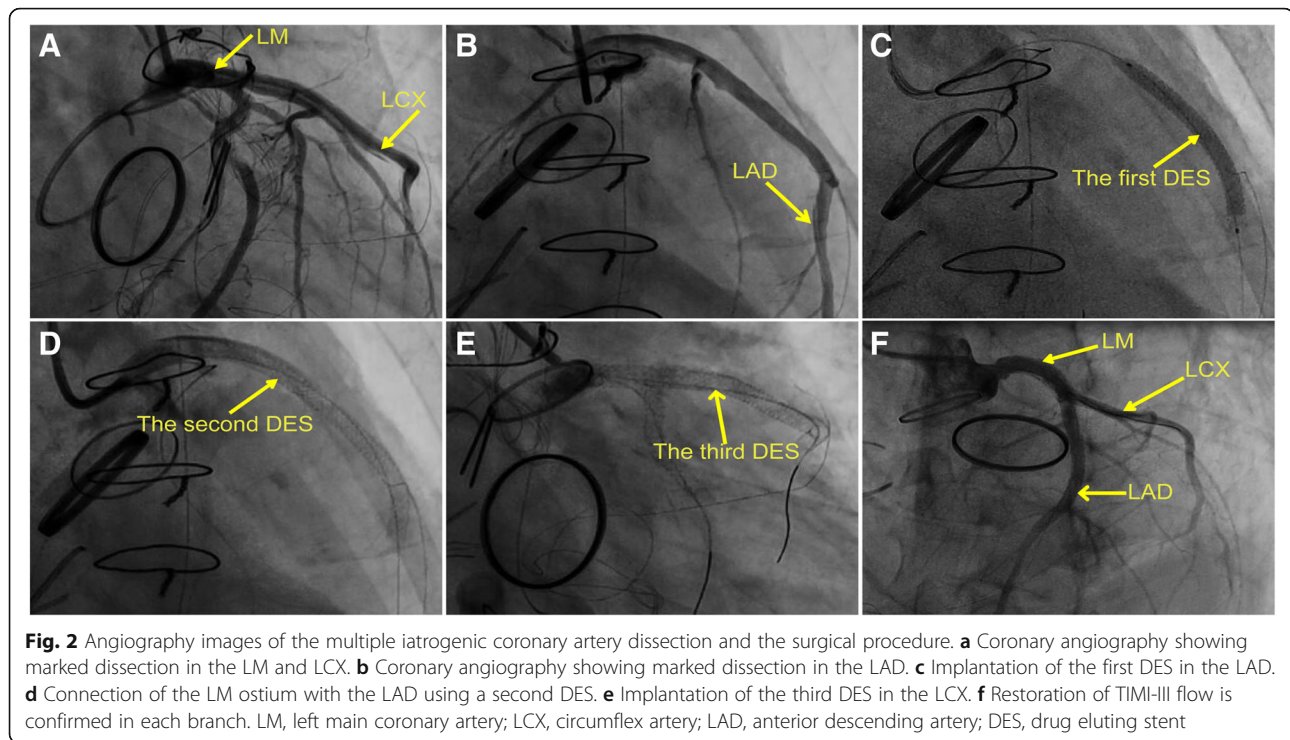 A
LM
LCX
B
LAD
C
The first DES
D
The second DES
E
The third DES
F
LM
LCX
LAD
Fig. 2 Angiography images of the multiple iatrogenic coronary artery dissection and the surgical procedure. a Coronary angiography showing
marked dissection in the LM and LCX. b Coronary angiography showing marked dissection in the LAD. c Implantation of the first DES in the LAD.
d Connection of the LM ostium with the LAD using a second DES. e Implantation of the third DES in the LCX. f Restoration of TIMI-III flow is
confirmed in each branch. LM, left main coronary artery; LCX, circumflex artery; LAD, anterior descending artery; DES, drug eluting stent